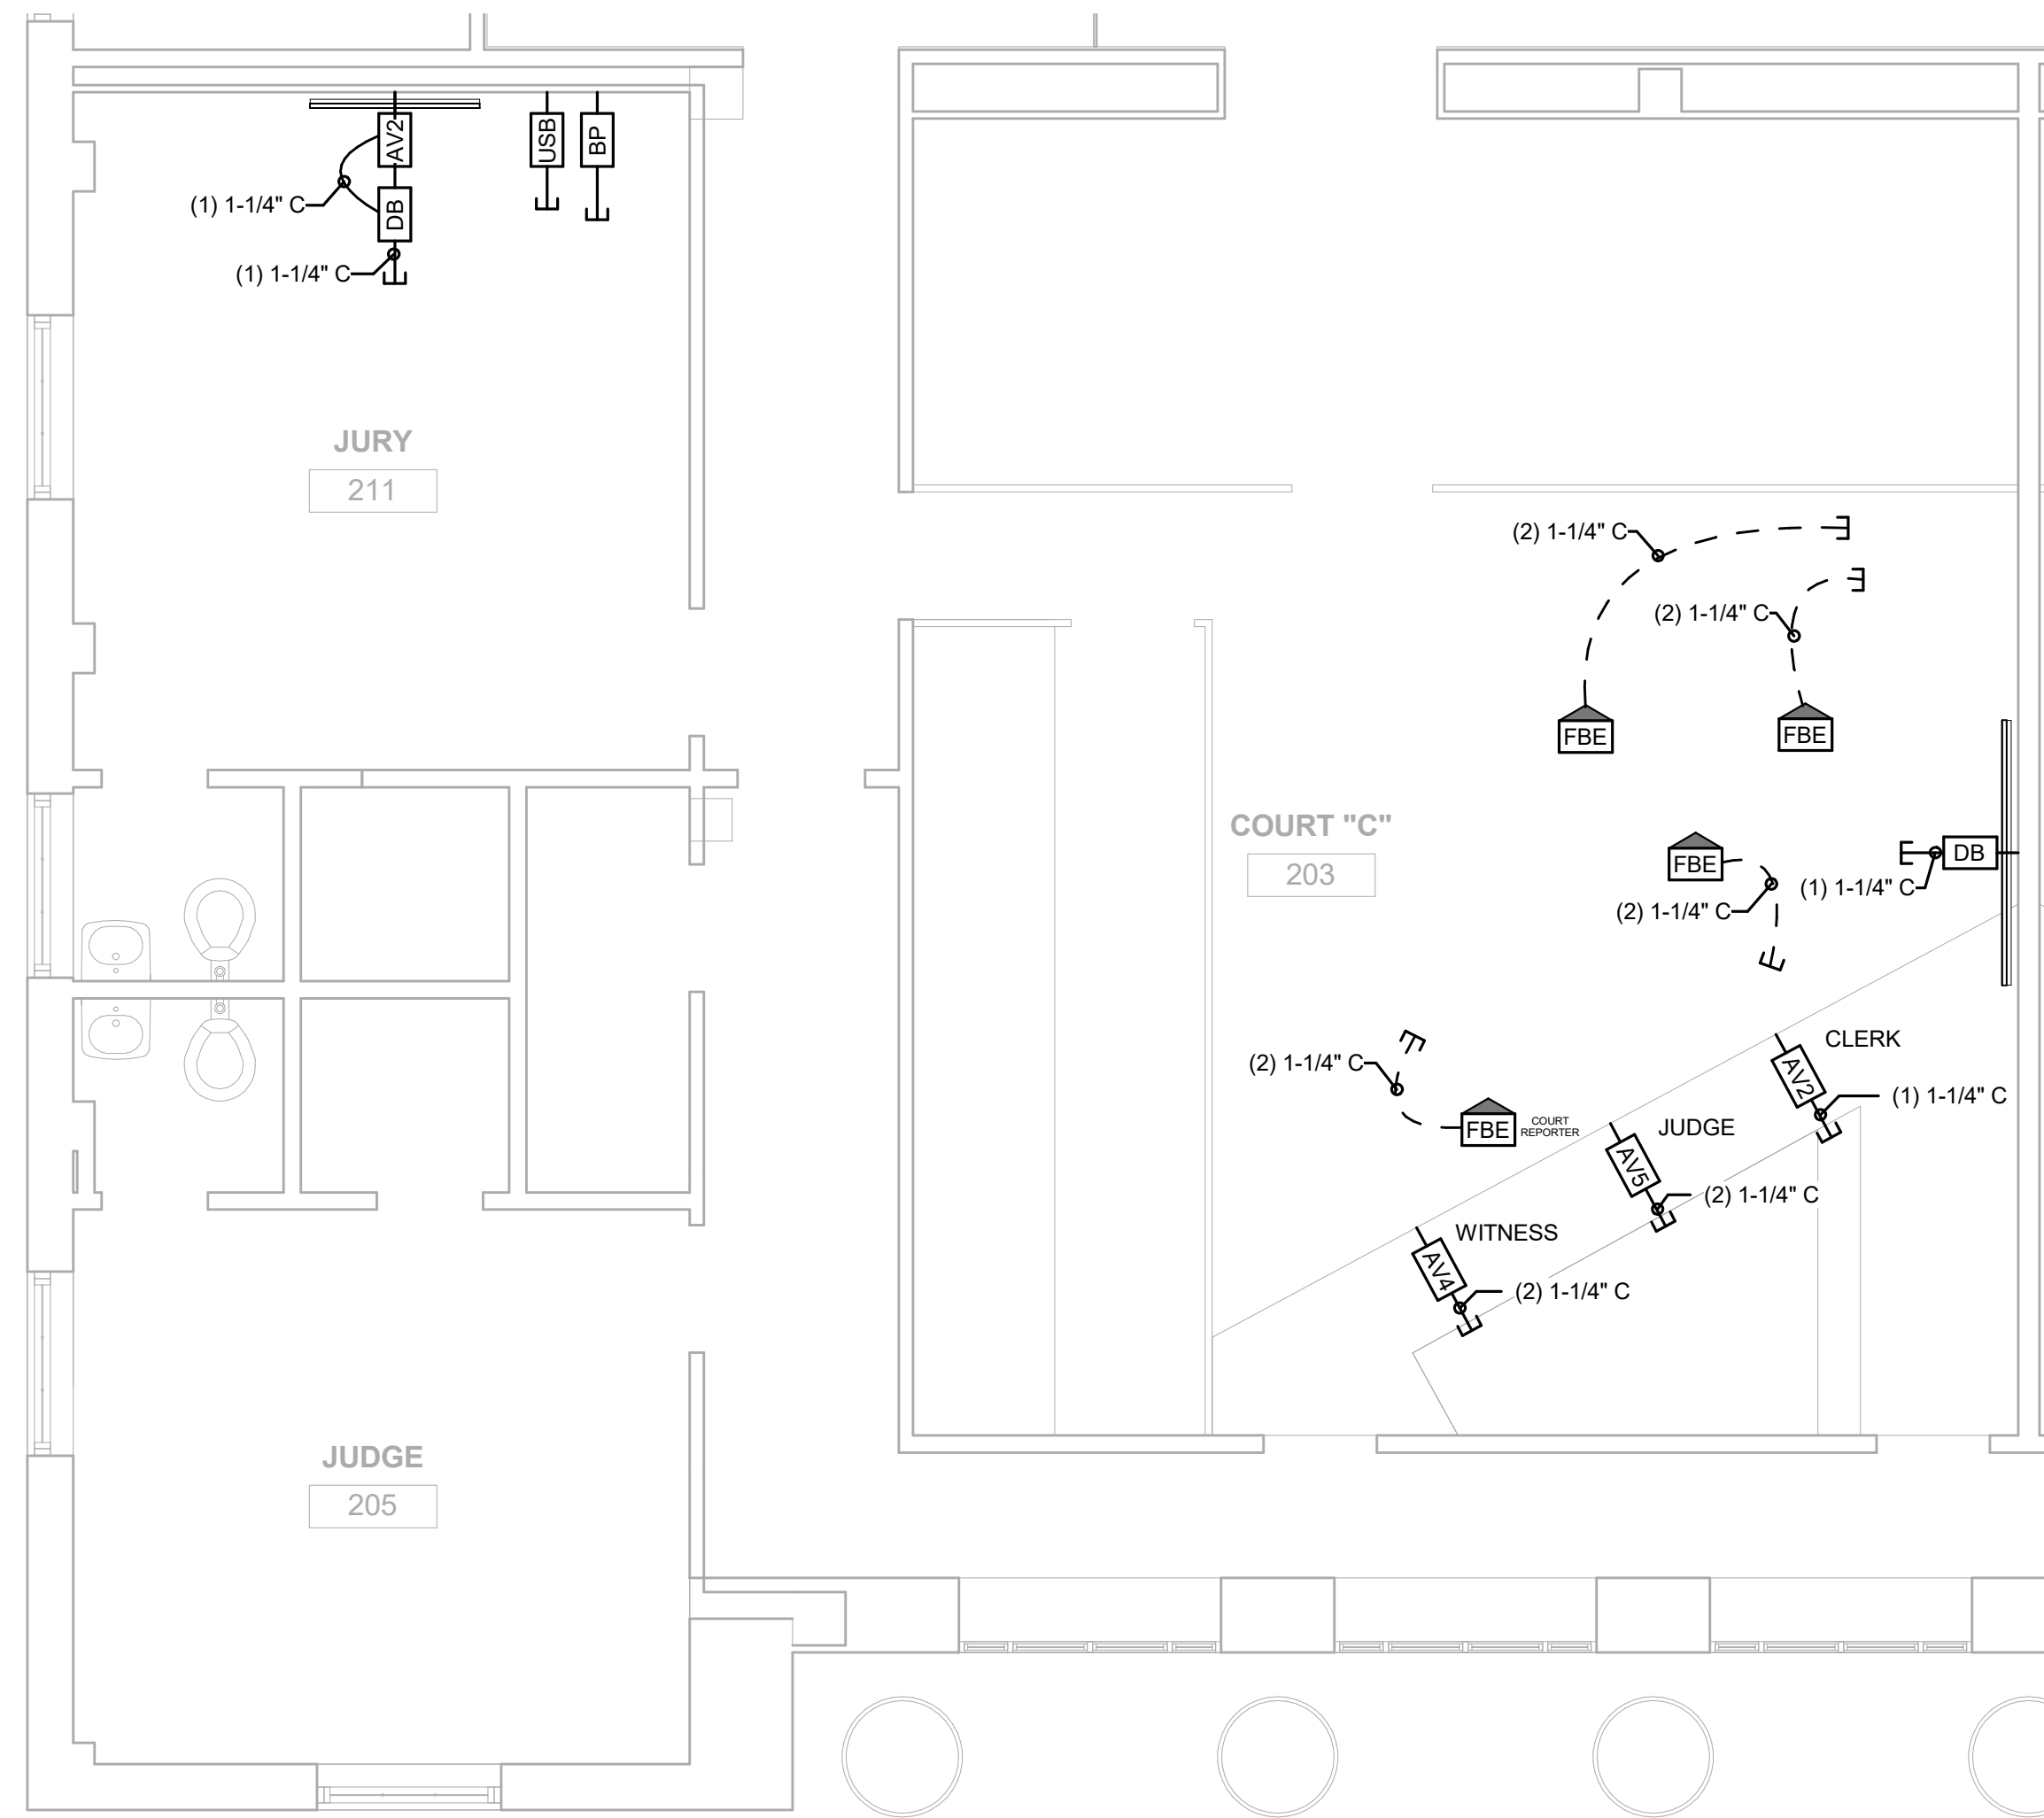 AV2
USB
BP
(1) 1-1/4" C
DB
(1) 1-1/4" C
JURY
211
(2) 1-1/4" C
(2) 1-1/4" C
FBE
FBE
COURT "C"
203
FBE
DB
(1) 1-1/4" C
(2) 1-1/4" C
CLERK
(2) 1-1/4" C
AV2
(1) 1-1/4" C
FBE
COURT
REPORTER
JUDGE
AV5
(2) 1-1/4" C
WITNESS
AV4
(2) 1-1/4" C
JUDGE
205